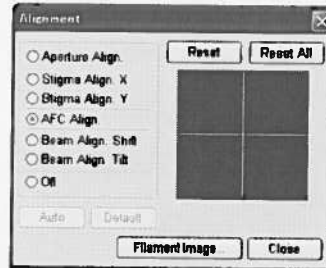 Alignment
Reset
Reset All
Aperture Align.
Stigma Align. X
Stigma Align. Y
AFC Align.
Beam Align. Shift
Beam Align. Tilt
Off
Auto
Default
Filament Image...
Close